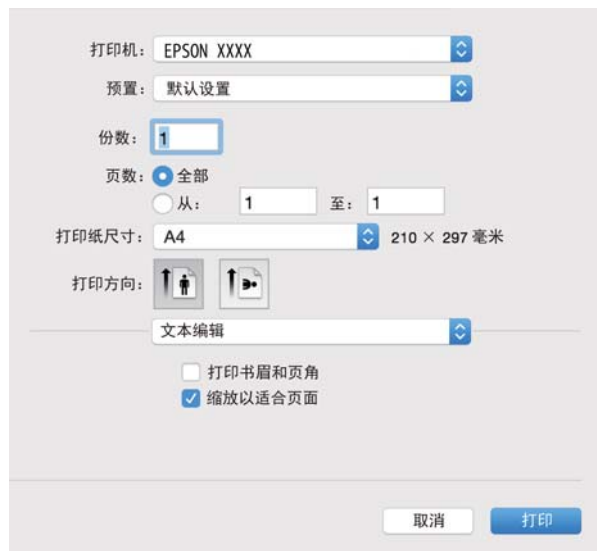 打印机： EPSON XXXX
预置： 默认设置
份数： 1
页数： 全部
从： 1 至： 1
打印纸尺寸： A4 210 × 297 毫米
打印方向：
文本编辑
打印书眉和页角
缩放以适合页面
取消 打印